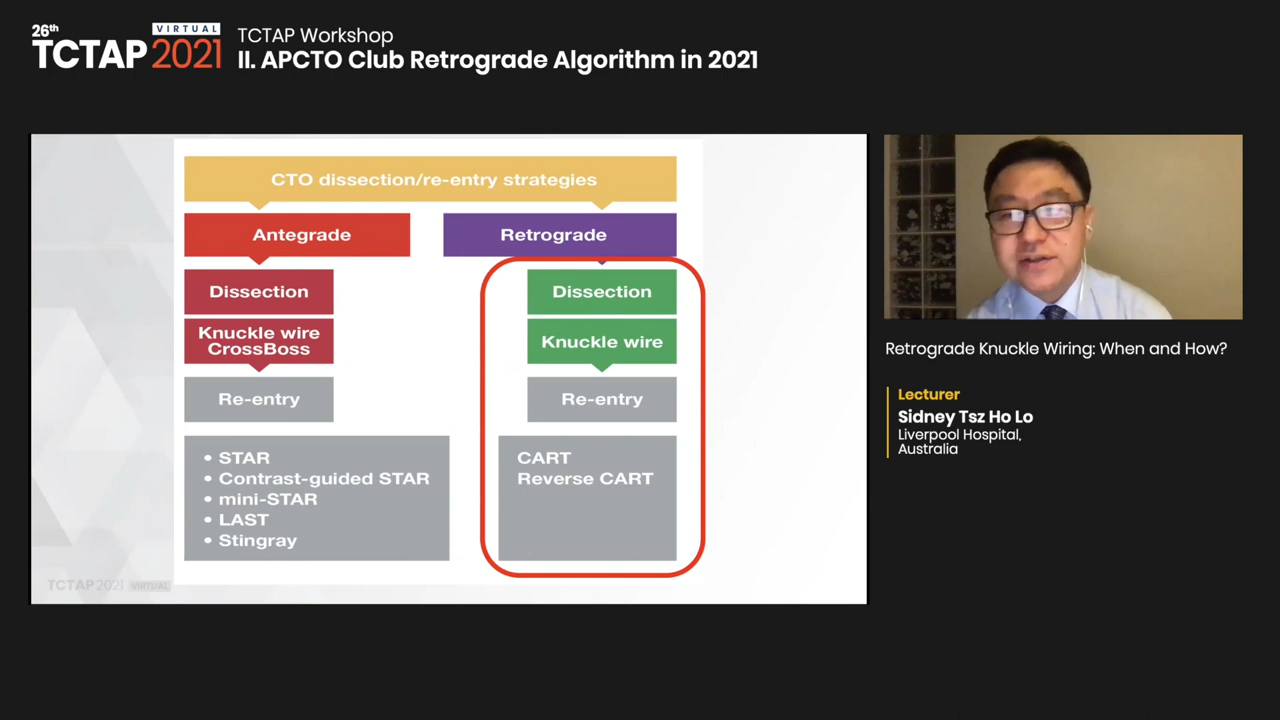 26th
TCTAP
VIRTUAL
2021
TCTAP Workshop
II. APCTO Club Retrograde Algorithm in 2021
CTO dissection/re-entry strategies
Antegrade
Retrograde
Dissection
Knuckle wire
CrossBoss
Re-entry
• STAR
• Contrast-guided STAR
• mini-STAR
• LAST
• Stingray
Dissection
Knuckle wire
Re-entry
CART
Reverse CART
TCTAP 2021 VIRTUAL
Retrograde Knuckle Wiring: When and How?
Lecturer
Sidney Tsz Ho Lo
Liverpool Hospital,
Australia